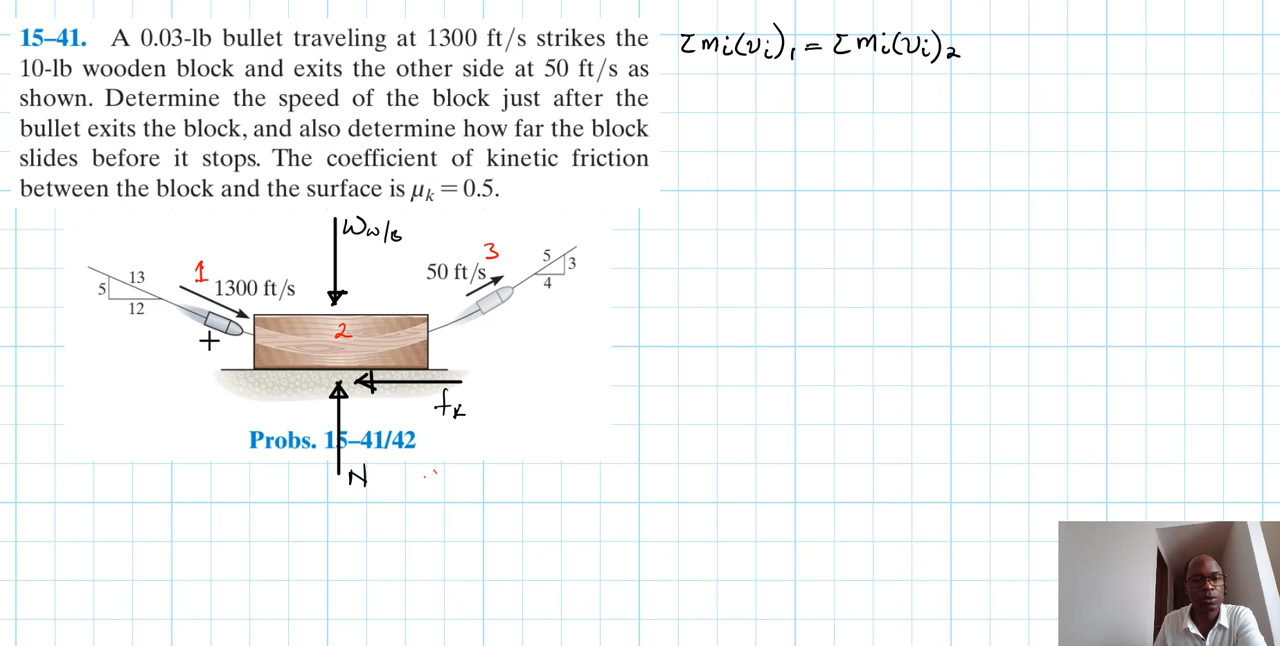 15–41. A 0.03-lb bullet traveling at 1300 ft/s strikes the
10-lb wooden block and exits the other side at 50 ft/s as
shown. Determine the speed of the block just after the
bullet exits the block, and also determine how far the block
slides before it stops. The coefficient of kinetic friction
between the block and the surface is μk = 0.5.
Σmi(υi)1 = Σmi(υi)2
Ww/B
13
5
12
1
1300 ft/s
+
2
3
50 ft/s
5
3
4
fk
Probs. 15–41/42
N